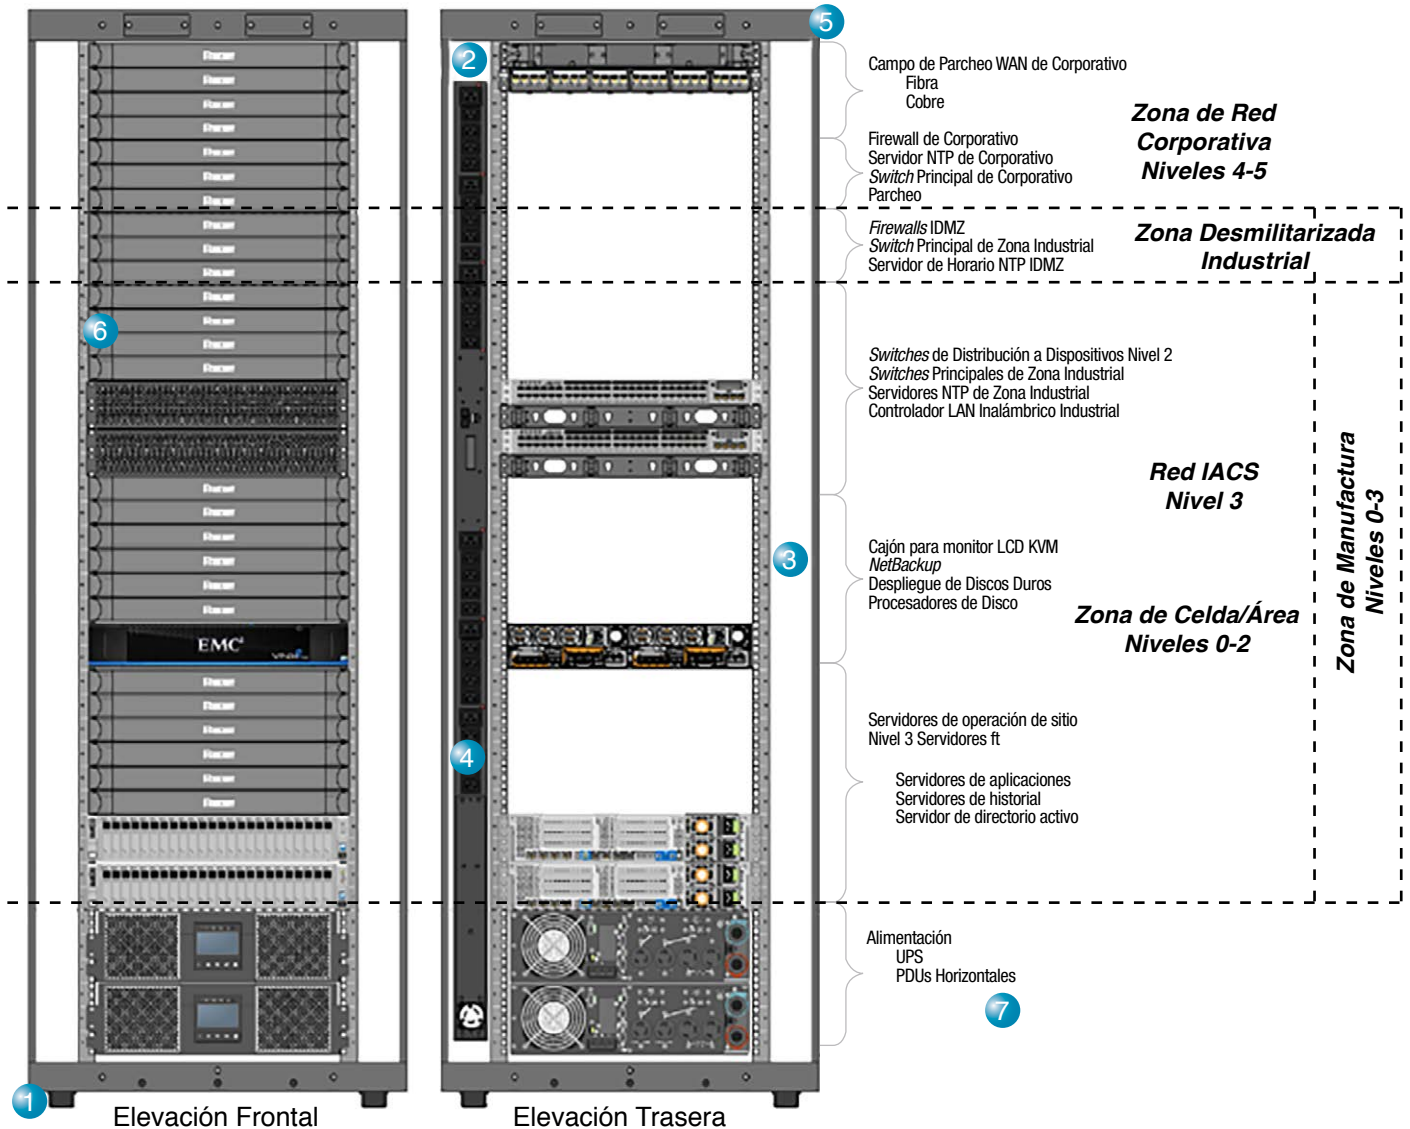 5
2
Campo de Parcheo WAN de Corporativo
Fibra
Cobre
Zona de Red
Corporativa
Niveles 4-5
Firewall de Corporativo
Servidor NTP de Corporativo
Switch Principal de Corporativo
Parcheo
Firewalls IDMZ
Switch Principal de Zona Industrial
Servidor de Horario NTP IDMZ
Zona Desmilitarizada
Industrial
6
Switches de Distribución a Dispositivos Nivel 2
Switches Principales de Zona Industrial
Servidores NTP de Zona Industrial
Controlador LAN Inalámbrico Industrial
Red IACS
Nivel 3
Zona de Manufactura
Niveles 0-3
3
Cajón para monitor LCD KVM
NetBackup
Despliegue de Discos Duros
Procesadores de Disco
Zona de Celda/Área
Niveles 0-2
EMC²
4
Servidores de operación de sitio
Nivel 3 Servidores ft
Servidores de aplicaciones
Servidores de historial
Servidor de directorio activo
Alimentación
UPS
PDUs Horizontales
7
1
Elevación Frontal
Elevación Trasera